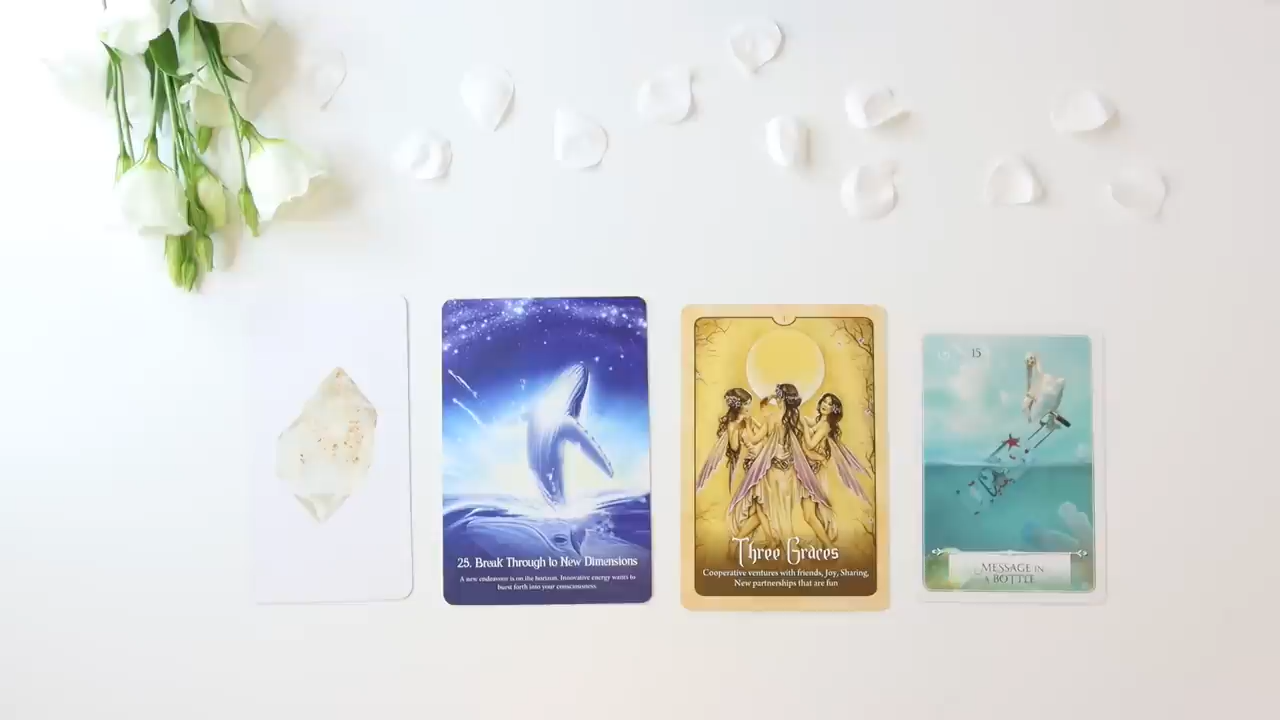 25. Break Through to New Dimensions
A new endeavor is on the horizon. Innovative energy wants to
burst forth into your consciousness.
1
Three Graces
Cooperative ventures with friends, Joy, Sharing,
New partnerships that are fun
15
MESSAGE IN
A BOTTLE